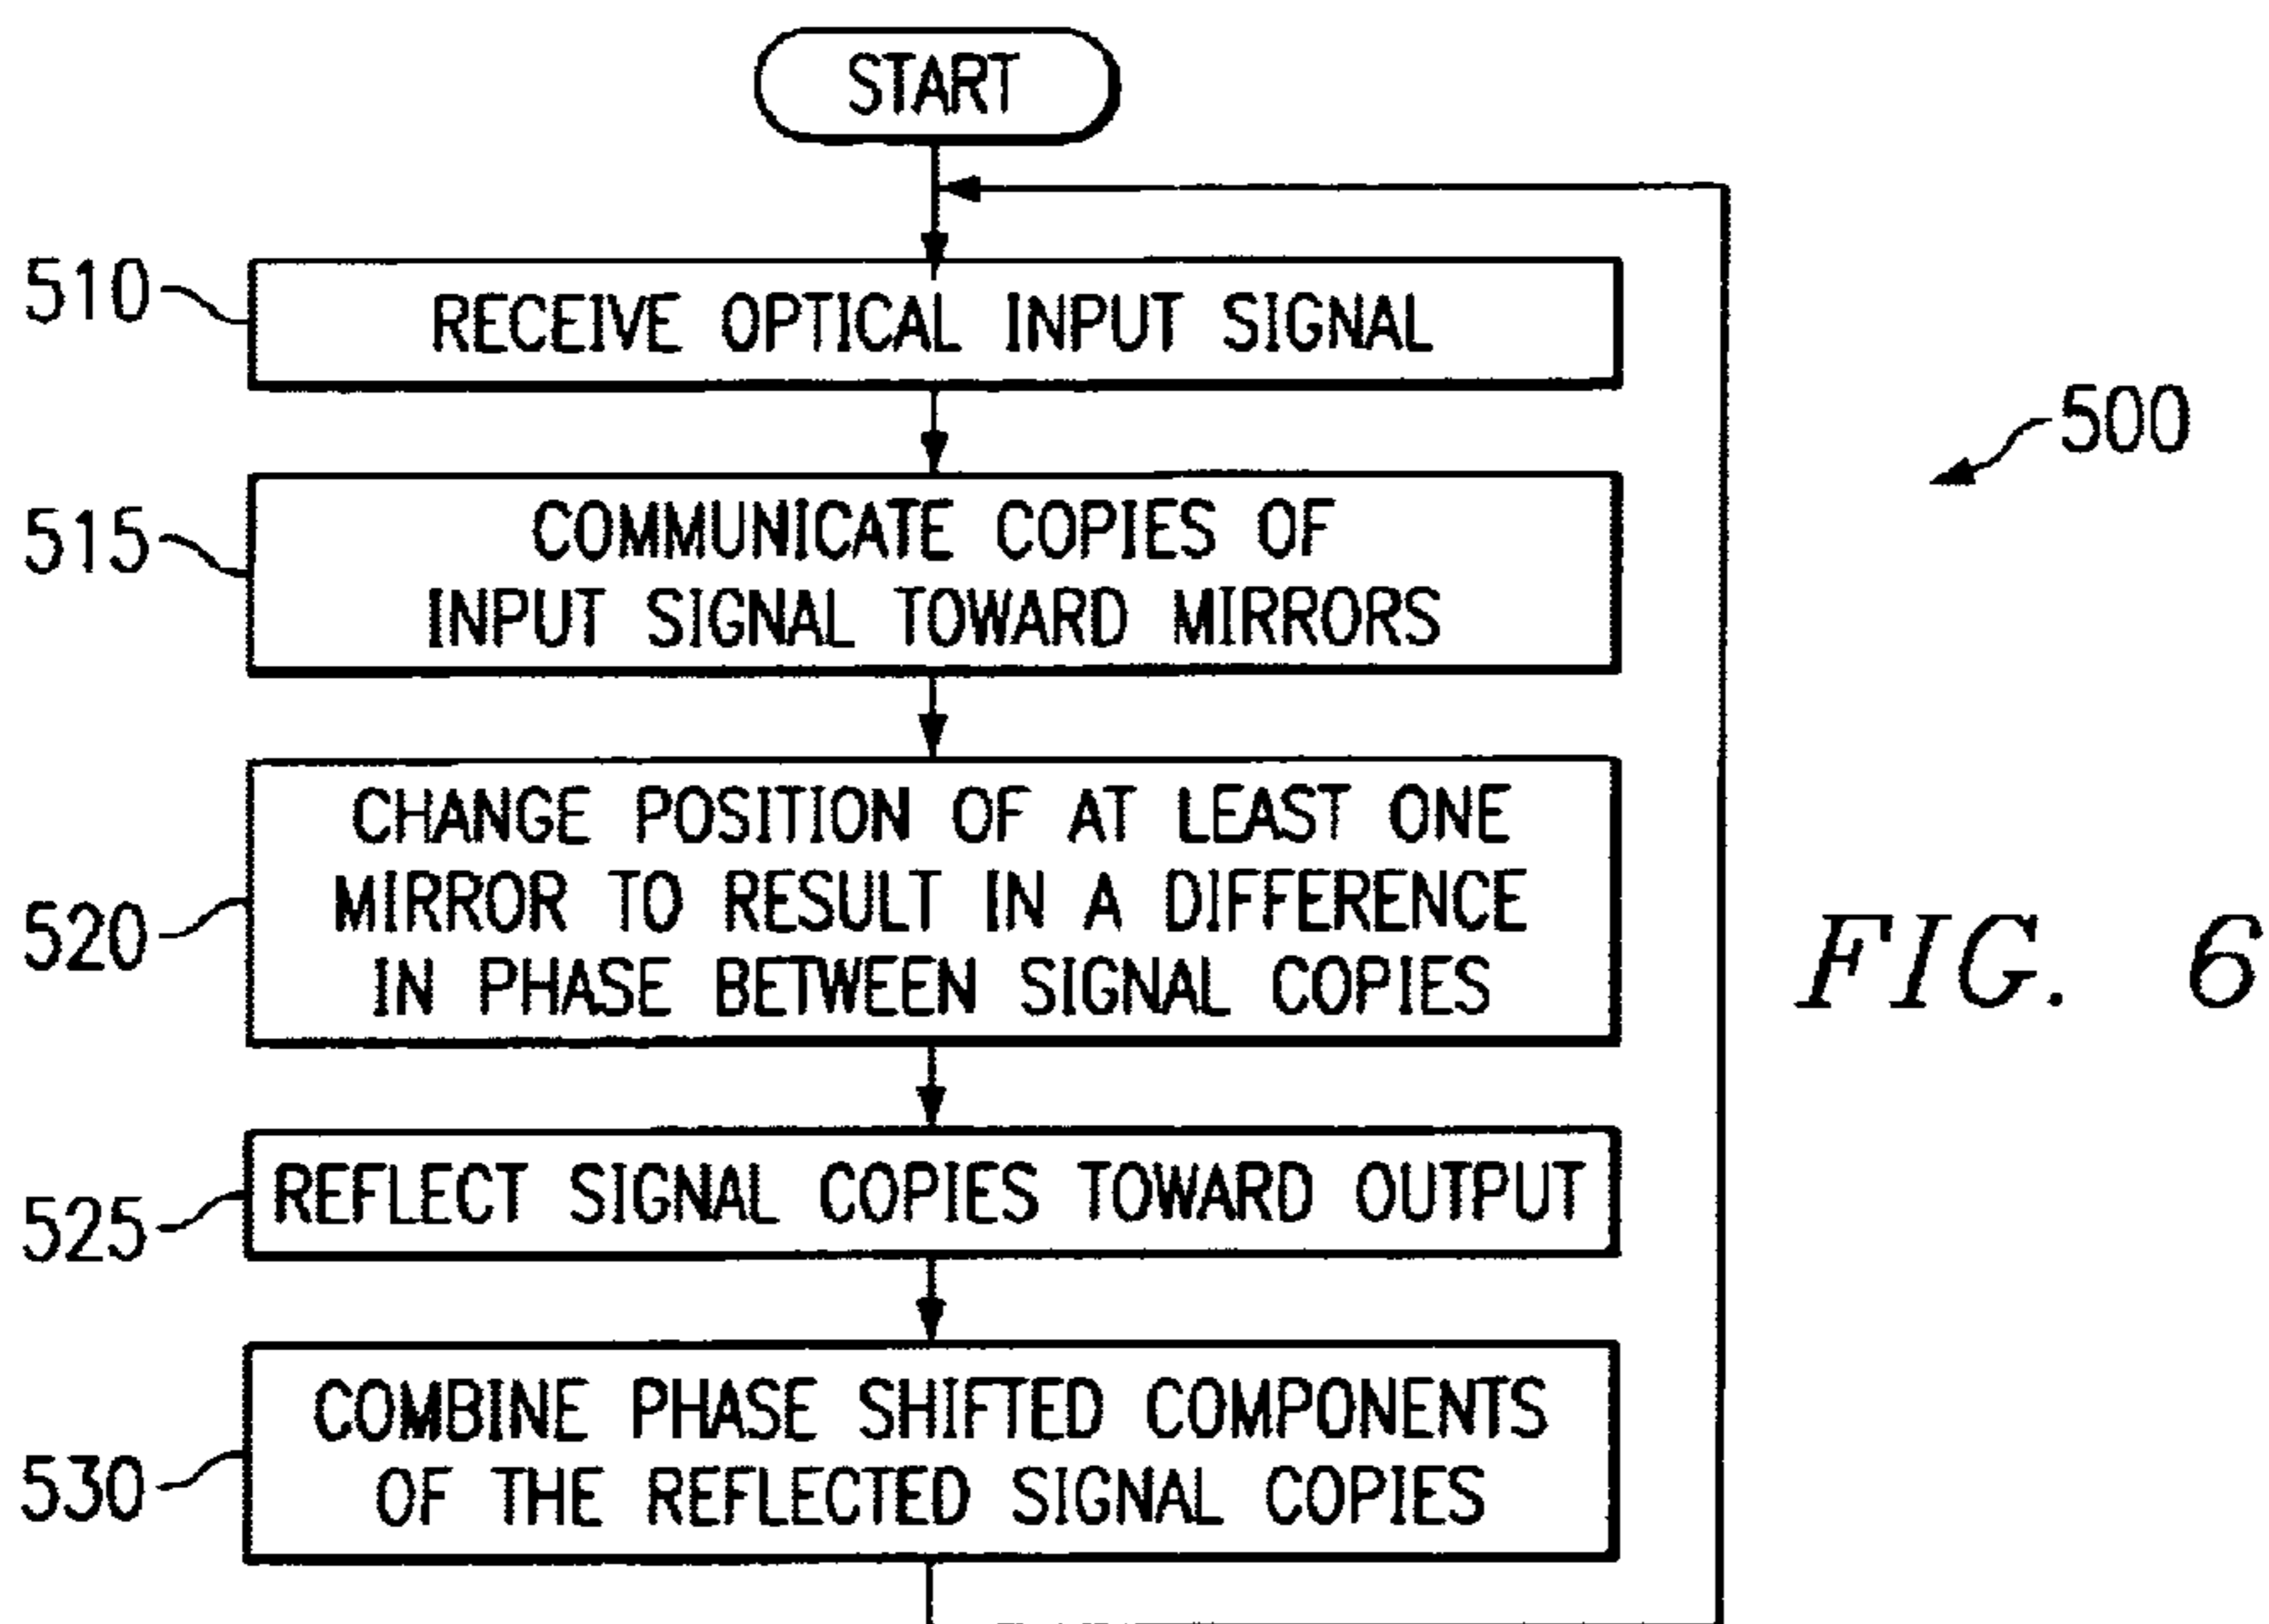 START
510
RECEIVE OPTICAL INPUT SIGNAL
500
515
COMMUNICATE COPIES OF
INPUT SIGNAL TOWARD MIRRORS
520
CHANGE POSITION OF AT LEAST ONE
MIRROR TO RESULT IN A DIFFERENCE
IN PHASE BETWEEN SIGNAL COPIES
FIG. 6
525
REFLECT SIGNAL COPIES TOWARD OUTPUT
530
COMBINE PHASE SHIFTED COMPONENTS
OF THE REFLECTED SIGNAL COPIES